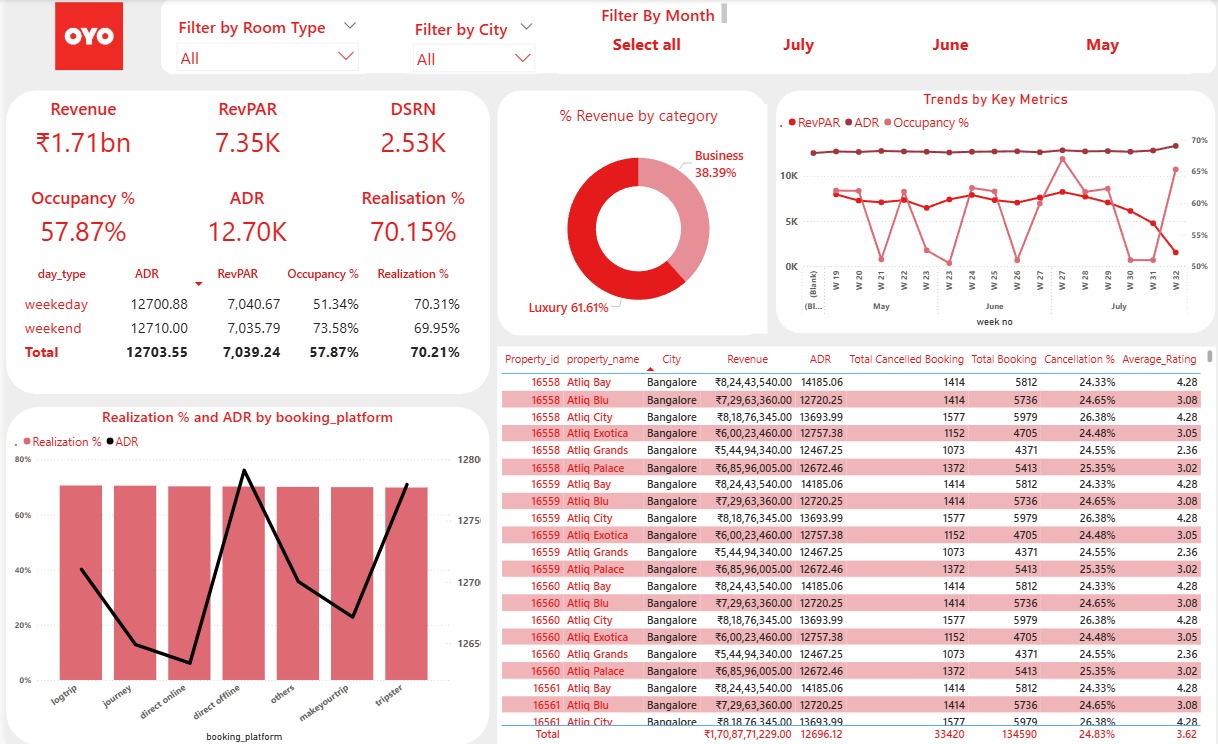 OYO
Filter by Room Type
All
Filter by City
All
Filter By Month
Select all July June May
Revenue RevPAR DSRN
₹1.71bn 7.35K 2.53K
Occupancy % ADR Realisation %
57.87% 12.70K 70.15%
day_type ADR RevPAR Occupancy % Realization %
weekeday 12700.88 7,040.67 51.34% 70.31%
weekend 12710.00 7,035.79 73.58% 69.95%
Total 12703.55 7,039.24 57.87% 70.21%
% Revenue by category
Business
38.39%
Luxury 61.61%
Trends by Key Metrics
. RevPAR ADR Occupancy %
70%
10K 65%
60%
5K
55%
0K 50%
(Blank) W 19 W 20 W 21 W 22 W 23 W 24 W 25 W 26 W 27 W 28 W 29 W 30 W 31 W 32
(Bl... May June July
week no
Realization % and ADR by booking_platform
. Realization % ADR
80% 1280
60% 1275
40% 1270
20% 1265
0%
logtrip journey direct online direct offline others makeyourtrip tripster
booking_platform
Property_id property_name City Revenue ADR Total Cancelled Booking Total Booking Cancellation % Average_Rating
16558 Atliq Bay Bangalore ₹8,24,43,540.00 14185.06 1414 5812 24.33% 4.28
16558 Atliq Blu Bangalore ₹7,29,63,360.00 12720.25 1414 5736 24.65% 3.08
16558 Atliq City Bangalore ₹8,18,76,345.00 13693.99 1577 5979 26.38% 4.28
16558 Atliq Exotica Bangalore ₹6,00,23,460.00 12757.38 1152 4705 24.48% 3.05
16558 Atliq Grands Bangalore ₹5,44,94,340.00 12467.25 1073 4371 24.55% 2.36
16558 Atliq Palace Bangalore ₹6,85,96,005.00 12672.46 1372 5413 25.35% 3.02
16559 Atliq Bay Bangalore ₹8,24,43,540.00 14185.06 1414 5812 24.33% 4.28
16559 Atliq Blu Bangalore ₹7,29,63,360.00 12720.25 1414 5736 24.65% 3.08
16559 Atliq City Bangalore ₹8,18,76,345.00 13693.99 1577 5979 26.38% 4.28
16559 Atliq Exotica Bangalore ₹6,00,23,460.00 12757.38 1152 4705 24.48% 3.05
16559 Atliq Grands Bangalore ₹5,44,94,340.00 12467.25 1073 4371 24.55% 2.36
16559 Atliq Palace Bangalore ₹6,85,96,005.00 12672.46 1372 5413 25.35% 3.02
16560 Atliq Bay Bangalore ₹8,24,43,540.00 14185.06 1414 5812 24.33% 4.28
16560 Atliq Blu Bangalore ₹7,29,63,360.00 12720.25 1414 5736 24.65% 3.08
16560 Atliq City Bangalore ₹8,18,76,345.00 13693.99 1577 5979 26.38% 4.28
16560 Atliq Exotica Bangalore ₹6,00,23,460.00 12757.38 1152 4705 24.48% 3.05
16560 Atliq Grands Bangalore ₹5,44,94,340.00 12467.25 1073 4371 24.55% 2.36
16560 Atliq Palace Bangalore ₹6,85,96,005.00 12672.46 1372 5413 25.35% 3.02
16561 Atliq Bay Bangalore ₹8,24,43,540.00 14185.06 1414 5812 24.33% 4.28
16561 Atliq Blu Bangalore ₹7,29,63,360.00 12720.25 1414 5736 24.65% 3.08
16561 Atliq City Bangalore ₹8,18,76,345.00 13693.99 1577 5979 26.38% 4.28
Total ₹1,70,87,71,229.00 12696.12 33420 134590 24.83% 3.62